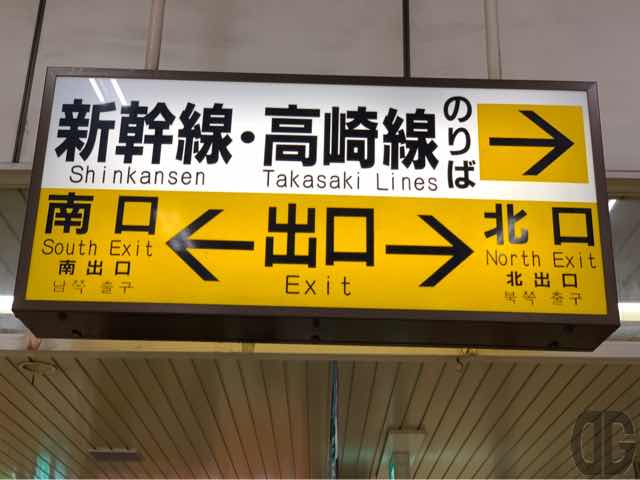 新幹線・高崎線 のりば →
Shinkansen Takasaki Lines
南口 ← 出口 → 北口
South Exit Exit North Exit
南出口 北出口
남쪽 출구 북쪽 출구
DG